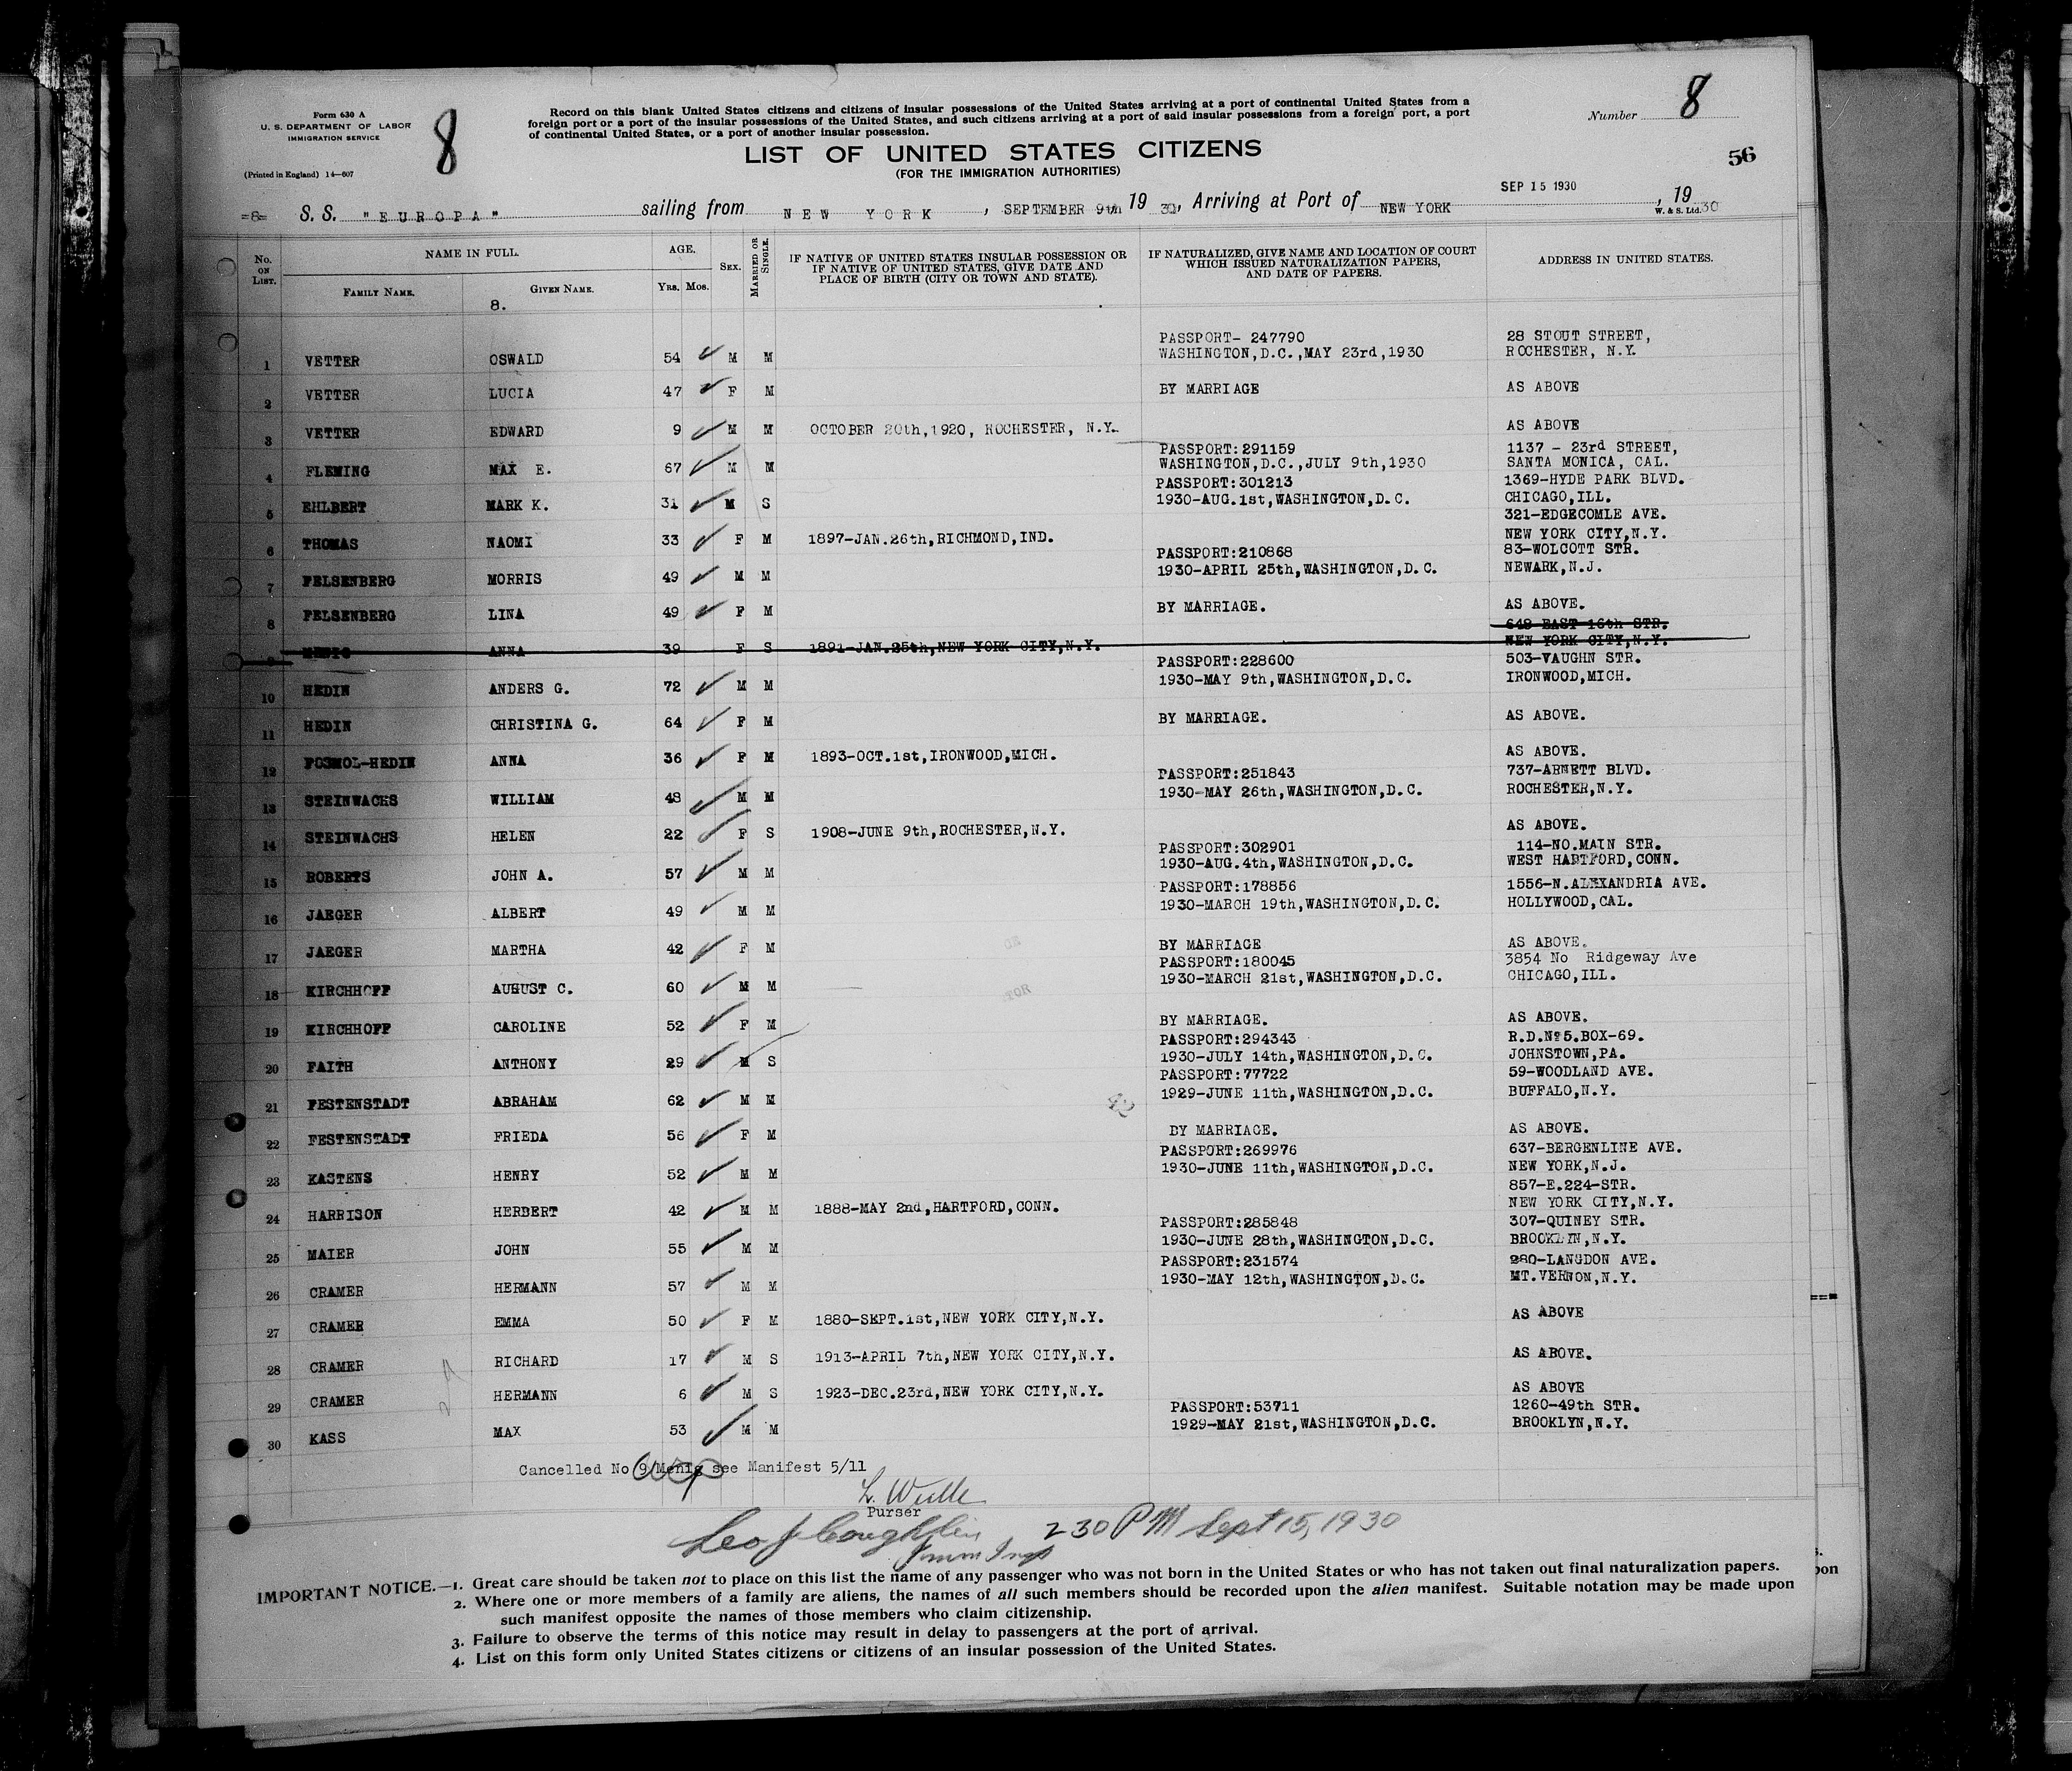 Form 630 A
U. S. DEPARTMENT OF LABOR
IMMIGRATION SERVICE
(Printed in England) 14—607
8
Record on this blank United States citizens and citizens of insular possessions of the United States arriving at a port of continental United States from a
foreign port or a port of the insular possessions of the United States, and such citizens arriving at a port of said insular possessions from a foreign port, a port
of continental United States, or a port of another insular possession.
Number 8
LIST OF UNITED STATES CITIZENS
(FOR THE IMMIGRATION AUTHORITIES)
56
SEP 15 1930
=8= S. S. "EUROPA" sailing from NEW YORK, SEPTEMBER 9th 19 30, Arriving at Port of NEW YORK, 19 30
W. & S. Ltd.
No. ON LIST. NAME IN FULL. AGE. SEX. MARRIED OR SINGLE. IF NATIVE OF UNITED STATES INSULAR POSSESSION OR IF NATIVE OF UNITED STATES, GIVE DATE AND PLACE OF BIRTH (CITY OR TOWN AND STATE). IF NATURALIZED, GIVE NAME AND LOCATION OF COURT WHICH ISSUED NATURALIZATION PAPERS, AND DATE OF PAPERS. ADDRESS IN UNITED STATES.
FAMILY NAME. GIVEN NAME. YRS. MOS.
8.
PASSPORT- 247790 28 STOUT STREET,
1 VETTER OSWALD 54 M M WASHINGTON,D.C.,MAY 23rd,1930 ROCHESTER, N.Y.
2 VETTER LUCIA 47 F M BY MARRIAGE AS ABOVE
3 VETTER EDWARD 9 M M OCTOBER 20th,1920, ROCHESTER, N.Y. AS ABOVE
PASSPORT:291159 1137 - 23rd STREET,
4 FLEMING MAX E. 67 M M WASHINGTON,D.C.,JULY 9th,1930 SANTA MONICA, CAL.
PASSPORT:301213 1369-HYDE PARK BLVD.
5 EHLBERT MARK K. 31 M S 1930-AUG.1st,WASHINGTON,D.C. CHICAGO,ILL.
321-EDGECOMLE AVE.
6 THOMAS NAOMI 33 F M 1897-JAN.26th,RICHMOND,IND. NEW YORK CITY,N.Y.
PASSPORT:210868 83-WOLCOTT STR.
7 FELSENBERG MORRIS 49 M M 1930-APRIL 25th,WASHINGTON,D.C. NEWARK,N.J.
8 FELSENBERG LINA 49 F M BY MARRIAGE. AS ABOVE.
648 EAST 16th STR.
9 MENIG ANNA 39 F S 1891-JAN.25th,NEW YORK CITY,N.Y. NEW YORK CITY,N.Y.
PASSPORT:228600 503-VAUGHN STR.
10 HEDIN ANDERS G. 72 M M 1930-MAY 9th,WASHINGTON,D.C. IRONWOOD,MICH.
11 HEDIN CHRISTINA G. 64 F M BY MARRIAGE. AS ABOVE.
12 POSMOL-HEDIN ANNA 36 F M 1893-OCT.1st,IRONWOOD,MICH. AS ABOVE.
PASSPORT:251843 737-ARNETT BLVD.
13 STEINWACHS WILLIAM 48 M M 1930-MAY 26th,WASHINGTON,D.C. ROCHESTER,N.Y.
14 STEINWACHS HELEN 22 F S 1908-JUNE 9th,ROCHESTER,N.Y. AS ABOVE.
PASSPORT:302901 114-NO.MAIN STR.
15 ROBERTS JOHN A. 57 M M 1930-AUG.4th,WASHINGTON,D.C. WEST HARTFORD,CONN.
PASSPORT:178856 1556-N.ALEXANDRIA AVE.
16 JAEGER ALBERT 49 M M 1930-MARCH 19th,WASHINGTON,D.C. HOLLYWOOD,CAL.
17 JAEGER MARTHA 42 F M BY MARRIAGE AS ABOVE.
PASSPORT:180045 3854 No Ridgeway Ave
18 KIRCHHOFF AUGUST C. 60 M M 1930-MARCH 21st,WASHINGTON,D.C. CHICAGO,ILL.
19 KIRCHHOFF CAROLINE 52 F M BY MARRIAGE. AS ABOVE.
PASSPORT:294343 R.D.No5.BOX-69.
20 FAITH ANTHONY 29 M S 1930-JULY 14th,WASHINGTON,D.C. JOHNSTOWN,PA.
PASSPORT:77722 59-WOODLAND AVE.
21 FESTENSTADT ABRAHAM 62 M M 1929-JUNE 11th,WASHINGTON,D.C. BUFFALO,N.Y.
42
22 FESTENSTADT FRIEDA 56 F M BY MARRIAGE. AS ABOVE.
PASSPORT:269976 637-BERGENLINE AVE.
23 KASTENS HENRY 52 M M 1930-JUNE 11th,WASHINGTON,D.C. NEW YORK,N.J.
857-E.224-STR.
24 HARRISON HERBERT 42 M M 1888-MAY 2nd,HARTFORD,CONN. NEW YORK CITY,N.Y.
PASSPORT:285848 307-QUINEY STR.
25 MAIER JOHN 55 M M 1930-JUNE 28th,WASHINGTON,D.C. BROOKLYN,N.Y.
PASSPORT:231574 280-LANGDON AVE.
26 CRAMER HERMANN 57 M M 1930-MAY 12th,WASHINGTON,D.C. MT.VERNON,N.Y.
27 CRAMER EMMA 50 F M 1880-SEPT.1st,NEW YORK CITY,N.Y. AS ABOVE
28 CRAMER RICHARD 17 M S 1913-APRIL 7th,NEW YORK CITY,N.Y. AS ABOVE.
29 CRAMER HERMANN 6 M S 1923-DEC.23rd,NEW YORK CITY,N.Y. AS ABOVE
PASSPORT:53711 1260-49th STR.
30 KASS MAX 53 M M 1929-MAY 21st,WASHINGTON,D.C. BROOKLYN,N.Y.
Cancelled No 9/Menig see Manifest 5/11
Purser
Leo J Coughlin 2 30 PM Sept 15, 1930
Imm Insp
IMPORTANT NOTICE.—1. Great care should be taken not to place on this list the name of any passenger who was not born in the United States or who has not taken out final naturalization papers.
2. Where one or more members of a family are aliens, the names of all such members should be recorded upon the alien manifest. Suitable notation may be made upon
such manifest opposite the names of those members who claim citizenship.
3. Failure to observe the terms of this notice may result in delay to passengers at the port of arrival.
4. List on this form only United States citizens or citizens of an insular possession of the United States.